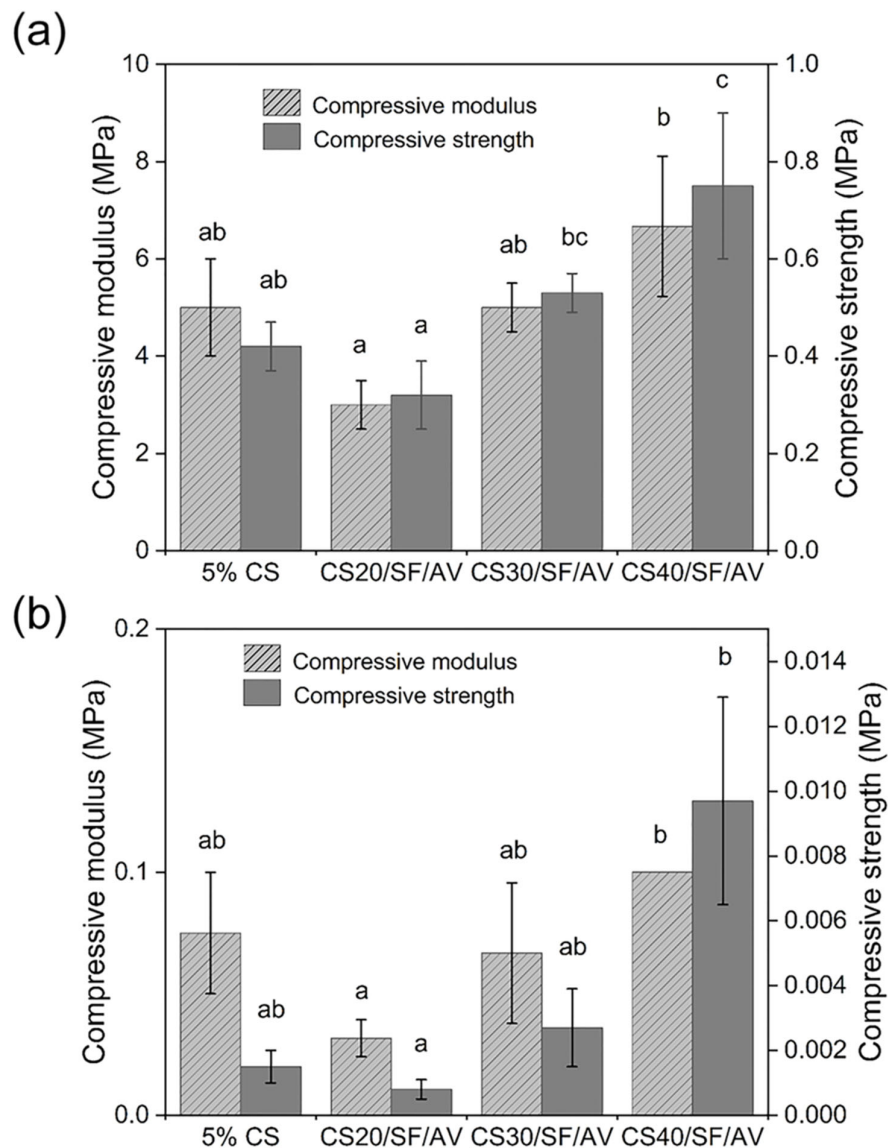 (a)
Compressive modulus (MPa)
Compressive strength (MPa)
10
8
6
4
2
0
1.0
0.8
0.6
0.4
0.2
0.0
Compressive modulus
Compressive strength
ab
ab
a
a
ab
bc
b
c
5% CS
CS20/SF/AV
CS30/SF/AV
CS40/SF/AV
(b)
Compressive modulus (MPa)
Compressive strength (MPa)
0.2
0.1
0.0
0.014
0.012
0.010
0.008
0.006
0.004
0.002
0.000
Compressive modulus
Compressive strength
ab
ab
a
a
ab
ab
b
b
5% CS
CS20/SF/AV
CS30/SF/AV
CS40/SF/AV